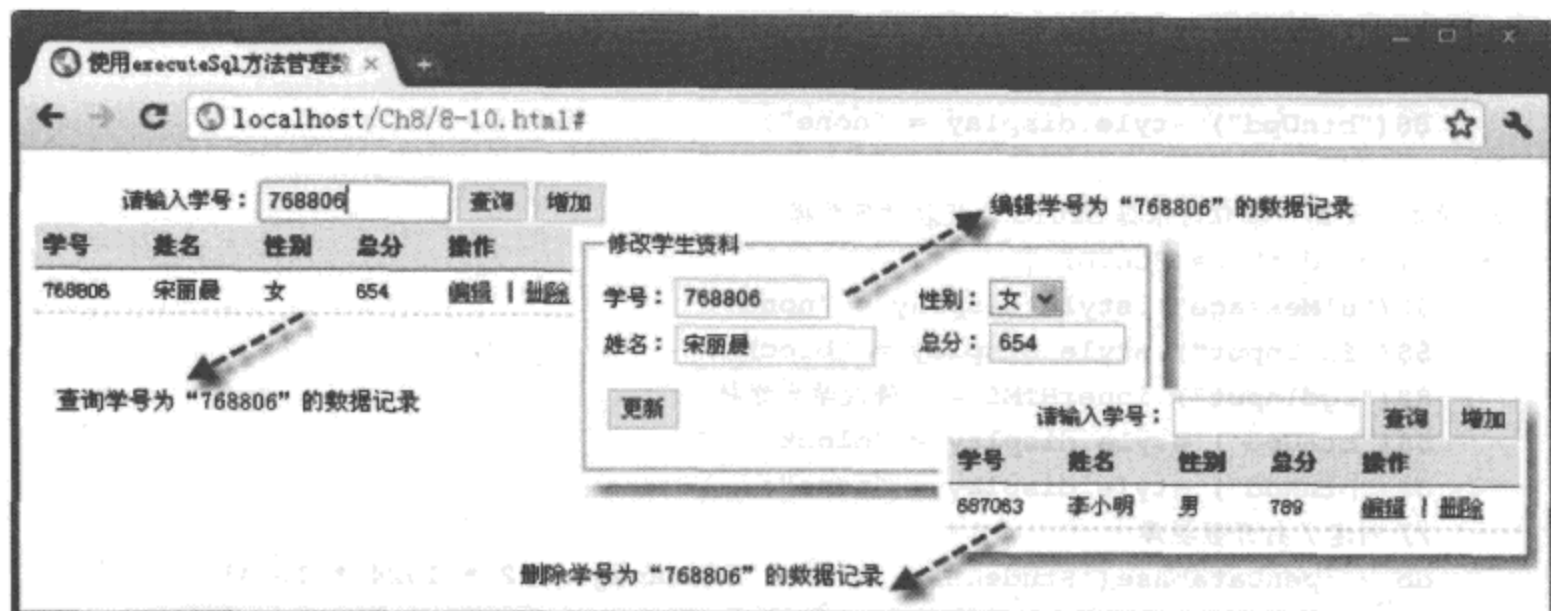 使用executeSql方法管理数
localhost/Ch8/8-10.html#
请输入学号： 768806 查询 增加
学号 姓名 性别 总分 操作
768806 宋丽晨 女 654 编辑 | 删除
查询学号为“768806”的数据记录
编辑学号为“768806”的数据记录
修改学生资料
学号： 768806 性别： 女
姓名： 宋丽晨 总分： 654
更新
请输入学号： 查询 增加
学号 姓名 性别 总分 操作
687063 李小明 男 789 编辑 | 删除
删除学号为“768806”的数据记录